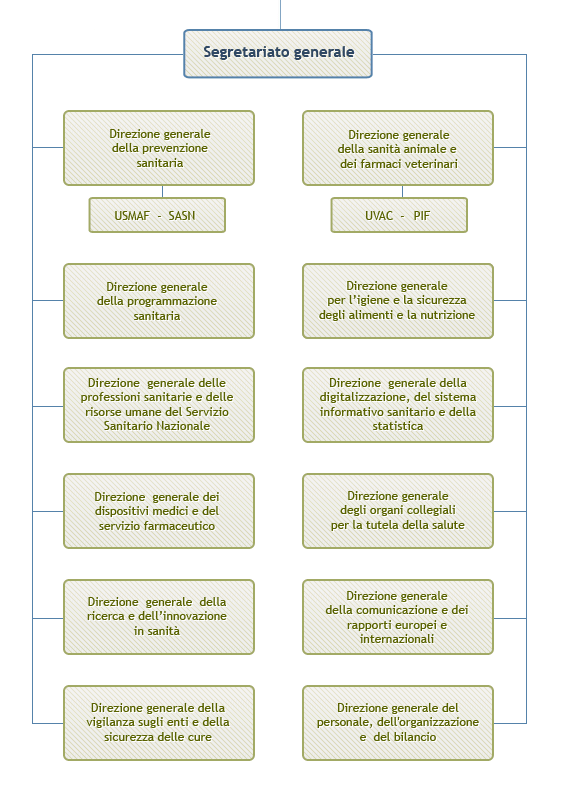 Segretariato generale
Direzione generale
della prevenzione
sanitaria
USMAF - SASN
Direzione generale
della programmazione
sanitaria
Direzione generale delle
professioni sanitarie e delle
risorse umane del Servizio
Sanitario Nazionale
Direzione generale dei
dispositivi medici e del
servizio farmaceutico
Direzione generale della
ricerca e dell'innovazione
in sanità
Direzione generale della
vigilanza sugli enti e della
sicurezza delle cure
Direzione generale
della sanità animale e
dei farmaci veterinari
UVAC - PIF
Direzione generale
per l'igiene e la sicurezza
degli alimenti e la nutrizione
Direzione generale della
digitalizzazione, del sistema
informativo sanitario e della
statistica
Direzione generale
degli organi collegiali
per la tutela della salute
Direzione generale
della comunicazione e dei
rapporti europei e
internazionali
Direzione generale del
personale, dell'organizzazione
e del bilancio